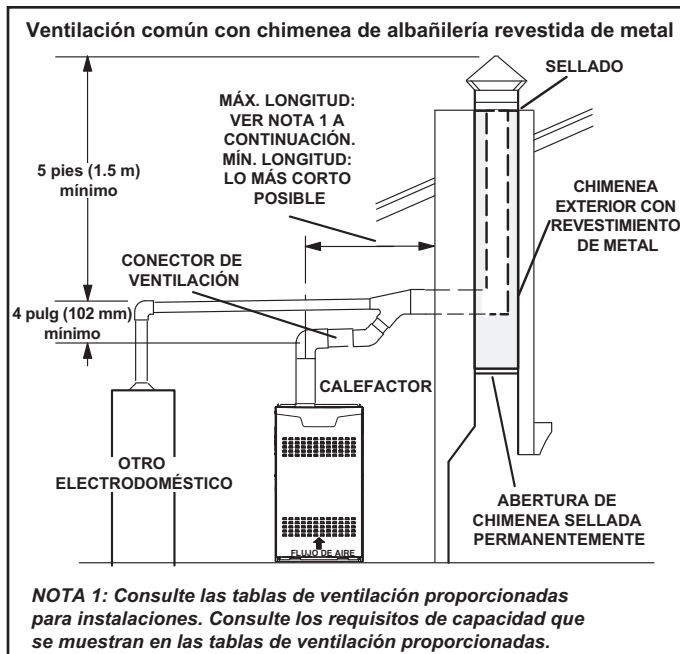 Ventilación común con chimenea de albañilería revestida de metal
SELLADO
MÁX. LONGITUD:
VER NOTA 1 A
CONTINUACIÓN.
MÍN. LONGITUD:
LO MÁS CORTO
POSIBLE
5 pies (1.5 m)
mínimo
CHIMENEA
EXTERIOR CON
REVESTIMIENTO
DE METAL
CONECTOR DE
VENTILACIÓN
4 pulg (102 mm)
mínimo
CALEFACTOR
OTRO
ELECTRODOMÉSTICO
ABERTURA DE
CHIMENEA SELLADA
PERMANENTEMENTE
FLUJO DE AIRE
NOTA 1: Consulte las tablas de ventilación proporcionadas
para instalaciones. Consulte los requisitos de capacidad que
se muestran en las tablas de ventilación proporcionadas.